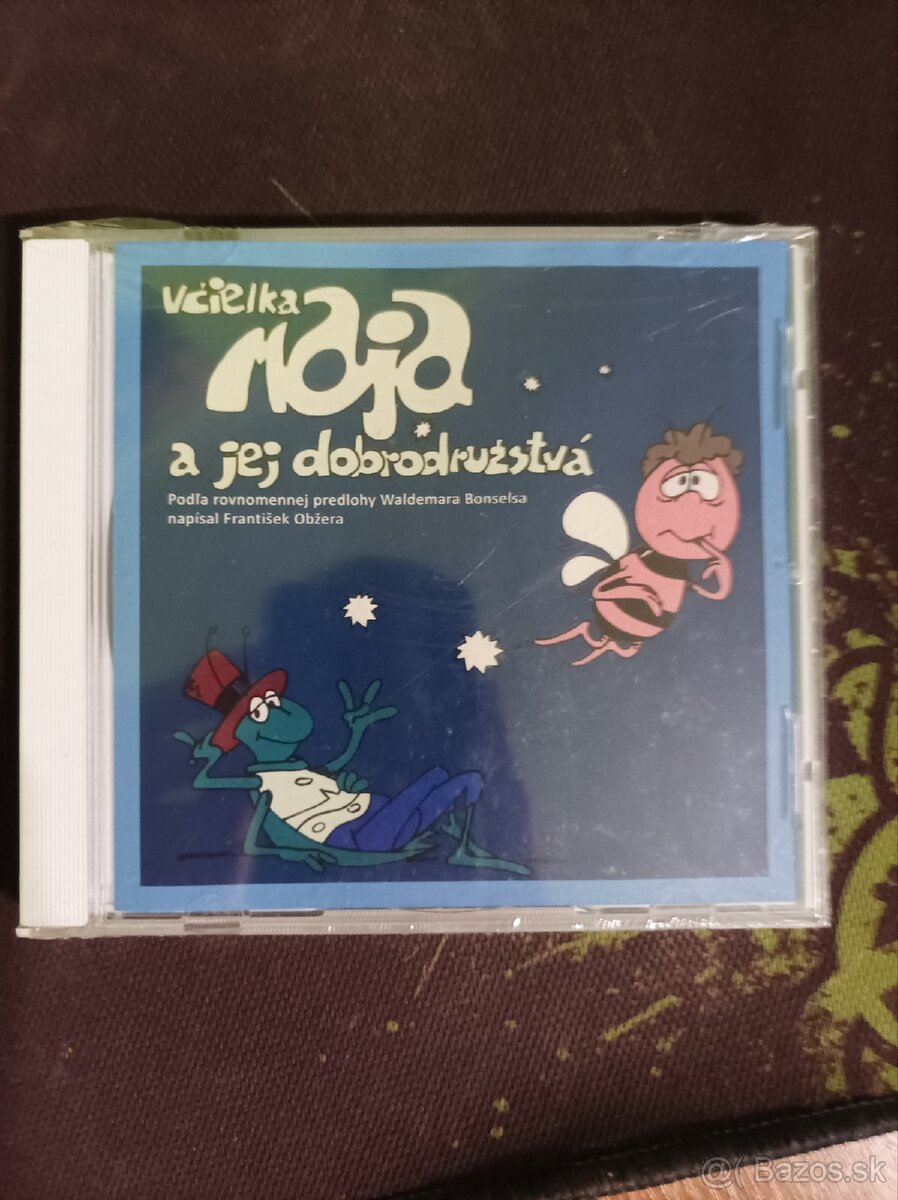 včielka
maja
a jej dobrodružstvá
Podľa rovnomennej predlohy Waldemara Bonselsa
napísal František Obžera
@( Bazos.sk